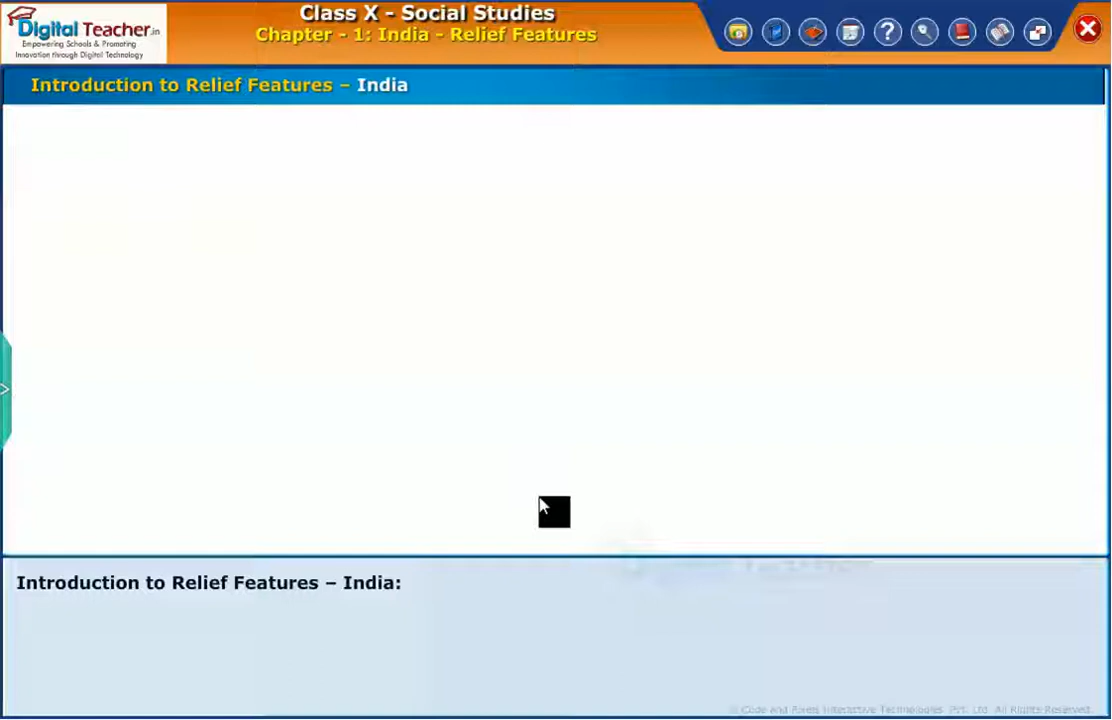 Digital Teacher.in
Empowering Schools & Promoting
Innovation through Digital Technology
Class X - Social Studies
Chapter - 1: India - Relief Features
?
Introduction to Relief Features – India
Introduction to Relief Features – India:
© Code And Pixels Interactive Technologies Pvt. Ltd. All Rights Reserved.